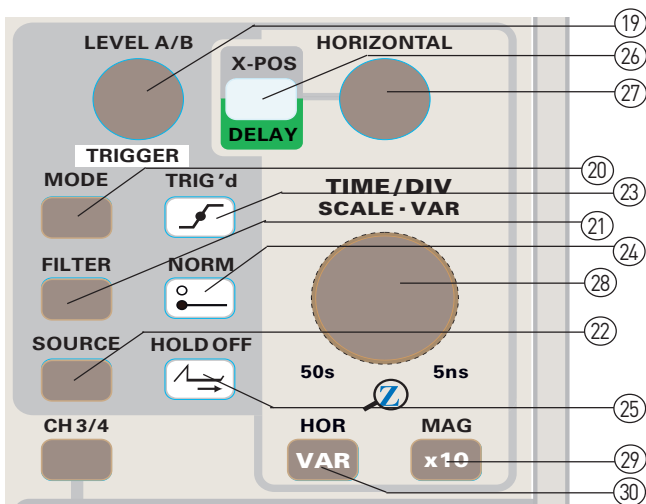 LEVEL A/B
HORIZONTAL
19
X-POS
26
27
DELAY
TRIGGER
MODE
TRIG'd
TIME/DIV
SCALE - VAR
20
23
21
FILTER
NORM
24
28
SOURCE
HOLD OFF
22
50s
5ns
Z
25
CH 3/4
HOR
MAG
VAR
x10
29
30